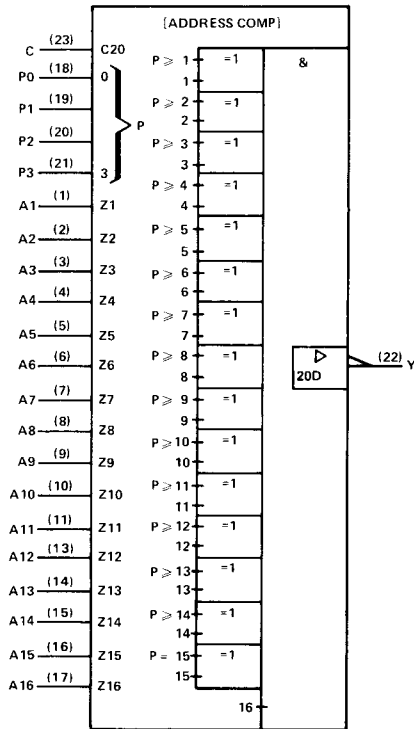 [ADDRESS COMP]
C (23) C20
P0 (18) 0
P1 (19)
P2 (20)
P3 (21) 3
P
A1 (1) Z1
A2 (2) Z2
A3 (3) Z3
A4 (4) Z4
A5 (5) Z5
A6 (6) Z6
A7 (7) Z7
A8 (8) Z8
A9 (9) Z9
A10 (10) Z10
A11 (11) Z11
A12 (13) Z12
A13 (14) Z13
A14 (15) Z14
A15 (16) Z15
A16 (17) Z16
P ⩾ 1 =1
1
P ⩾ 2 =1
2
P ⩾ 3 =1
3
P ⩾ 4 =1
4
P ⩾ 5 =1
5
P ⩾ 6 =1
6
P ⩾ 7 =1
7
P ⩾ 8 =1
8
P ⩾ 9 =1
9
P ⩾ 10 =1
10
P ⩾ 11 =1
11
P ⩾ 12 =1
12
P ⩾ 13 =1
13
P ⩾ 14 =1
14
P = 15 =1
15
16
&
▷
20D
(22) Y